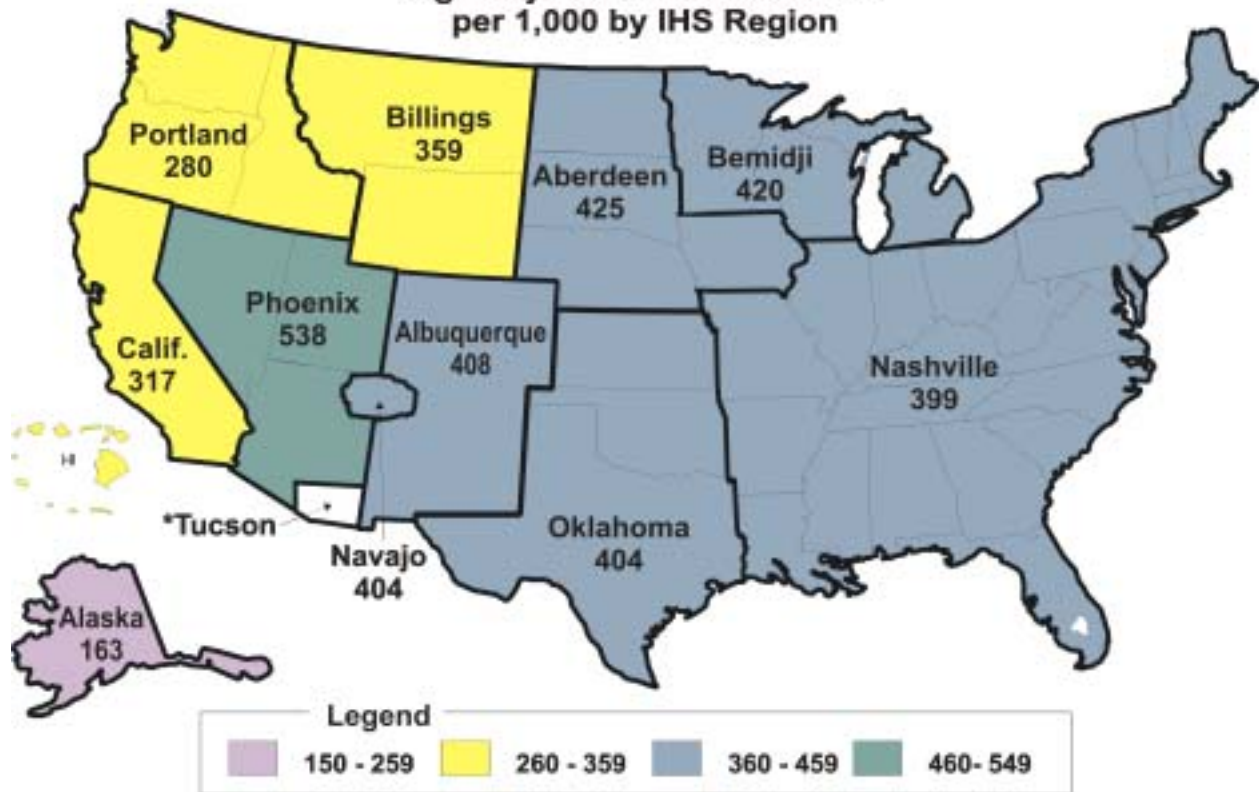 per 1,000 by IHS Region
Portland
280
Billings
359
Aberdeen
425
Bemidji
420
Phoenix
538
Albuquerque
408
Calif.
317
Nashville
399
HI
*Tucson
Navajo
404
Oklahoma
404
Alaska
163
Legend
150 - 259
260 - 359
360 - 459
460- 549